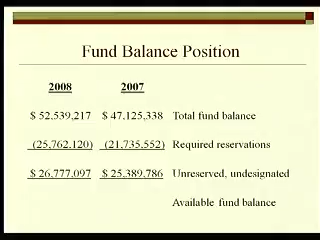 Fund Balance Position
2008 2007
$ 52,539,217 $ 47,125,338 Total fund balance
(25,762,120) (21,735,552) Required reservations
$ 26,777,097 $ 25,389,786 Unreserved, undesignated
Available fund balance